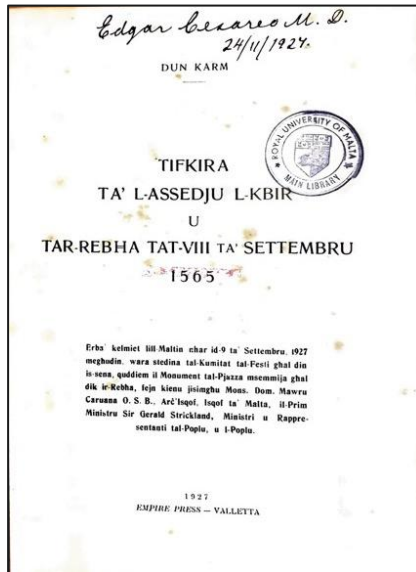 Edgar Cesareo M. D.
24/11/1927.
DUN KARM
ROYAL UNIVERSITY OF MALTA
MAIN LIBRARY
TIFKIRA
TA' L-ASSEDJU L-KBIR
U
TAR-REBHA TAT-VIII TA' SETTEMBRU
1565
Erba' kelmiet lill-Maltin nhar id-9 ta' Settembru, 1927
meghudin, wara stedina tal-Kumitat tal-Festi ghal din
is-sena, quddiem il Monument tal-Pjazza msemmija ghal
dik ir-Rebha, fejn kienu jisimghu Mons. Dom. Mawru
Caruana O. S. B., Arċ'Isqof, Isqof ta' Malta, il-Prim
Ministru Sir Gerald Strickland, Ministri u Rappre-
sentanti tal-Poplu, u l-Poplu.
1927
EMPIRE PRESS — VALLETTA